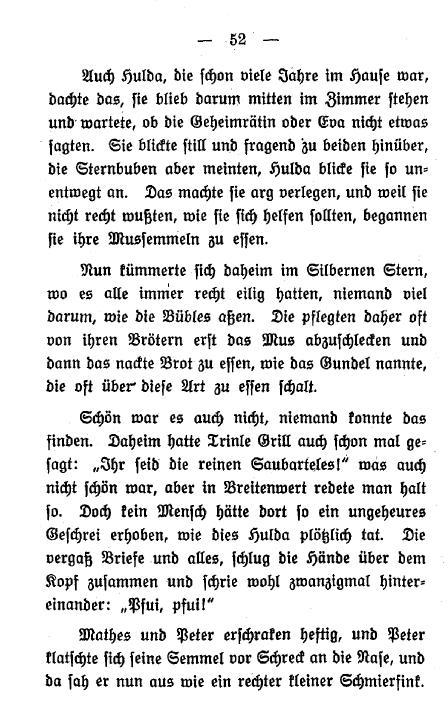 — 52 —
Auch Hulda, die schon viele Jahre im Hause war,
dachte das, sie blieb darum mitten im Zimmer stehen
und wartete, ob die Geheimrätin oder Eva nicht etwas
sagten. Sie blickte still und fragend zu beiden hinüber,
die Sternbuben aber meinten, Hulda blicke sie so un-
entwegt an. Das machte sie arg verlegen, und weil sie
nicht recht wußten, wie sie sich helfen sollten, begannen
sie ihre Mussemmeln zu essen.
Nun kümmerte sich daheim im Silbernen Stern,
wo es alle immer recht eilig hatten, niemand viel
darum, wie die Bübles aßen. Die pflegten daher oft
von ihren Brötern erst das Mus abzuschlecken und
dann das nackte Brot zu essen, wie das Gundel nannte,
die oft über diese Art zu essen schalt.
Schön war es auch nicht, niemand konnte das
finden. Daheim hatte Trinle Grill auch schon mal ge-
sagt: „Ihr seid die reinen Saubarteles!“ was auch
nicht schön war, aber in Breitenwert redete man halt
so. Doch kein Mensch hätte dort so ein ungeheures
Geschrei erhoben, wie dies Hulda plötzlich tat. Die
vergaß Briefe und alles, schlug die Hände über dem
Kopf zusammen und schrie wohl zwanzigmal hinter-
einander: „Pfui, pfui!“
Mathes und Peter erschraken heftig, und Peter
klatschte sich seine Semmel vor Schreck an die Nase, und
da sah er nun aus wie ein rechter kleiner Schmierfink.